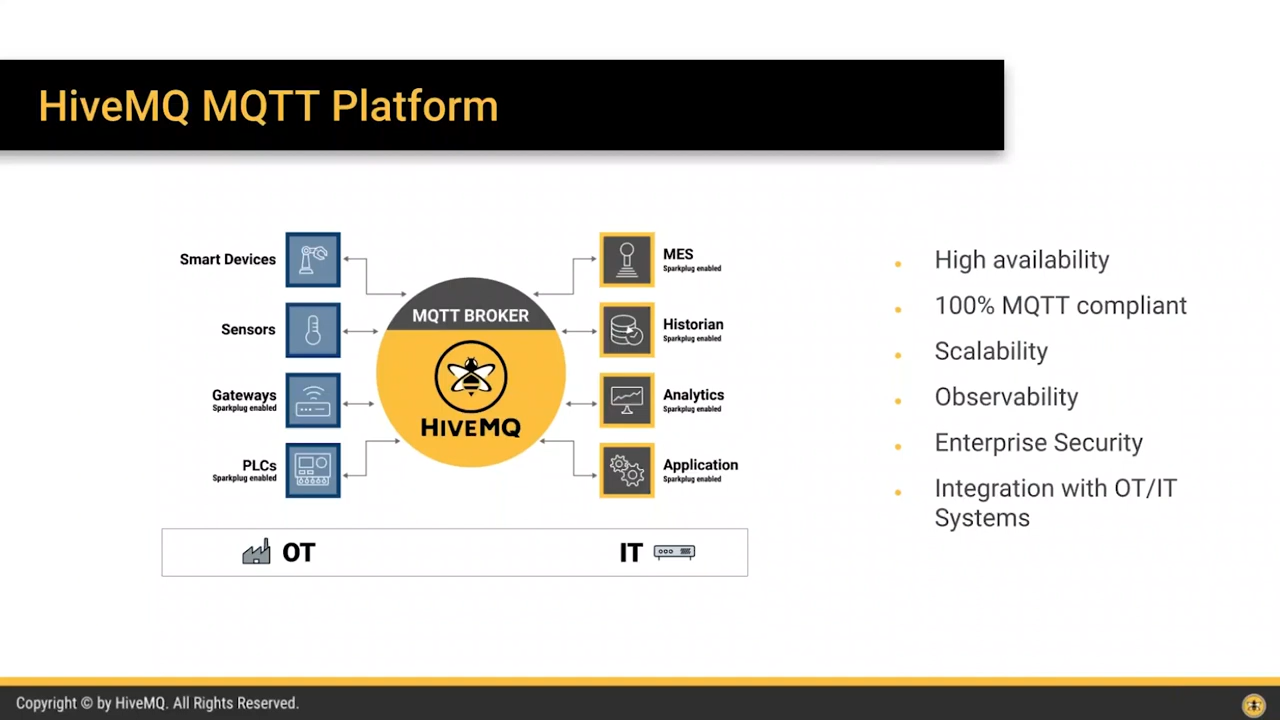 HiveMQ MQTT Platform
Smart Devices
Sensors
Gateways
Sparkplug enabled
PLCs
Sparkplug enabled
MQTT BROKER
HIVEMQ
MES
Sparkplug enabled
Historian
Sparkplug enabled
Analytics
Sparkplug enabled
Application
Sparkplug enabled
OT
IT
High availability
100% MQTT compliant
Scalability
Observability
Enterprise Security
Integration with OT/IT
Systems
Copyright © by HiveMQ. All Rights Reserved.